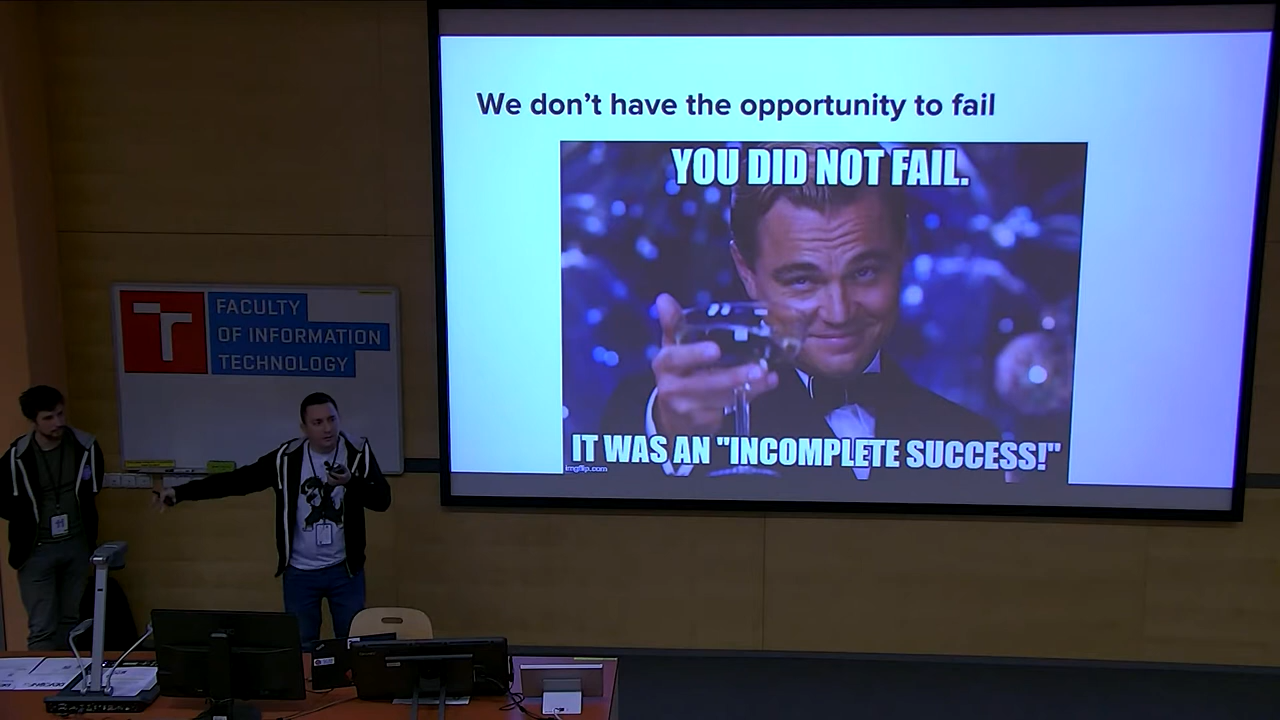 We don't have the opportunity to fail
YOU DID NOT FAIL.
IT WAS AN "INCOMPLETE SUCCESS!"
imgflip.com
FACULTY
OF INFORMATION
TECHNOLOGY